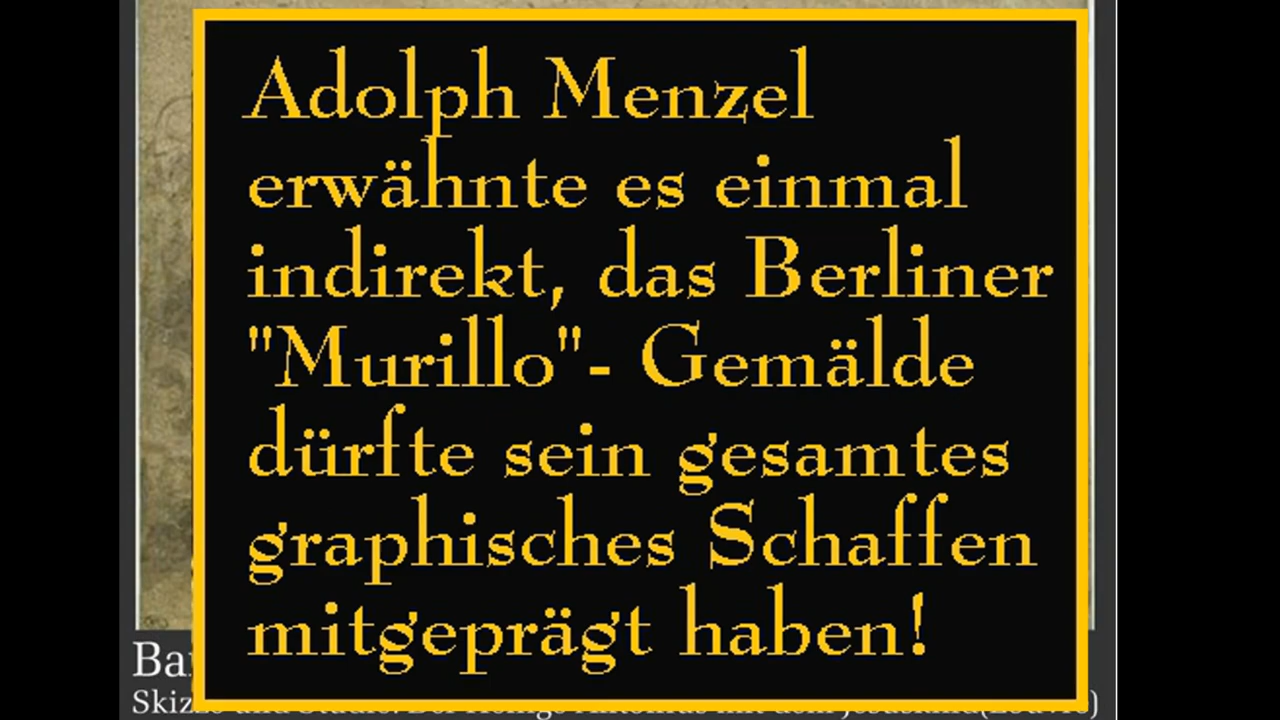 Adolph Menzel
erwähnte es einmal
indirekt, das Berliner
"Murillo"- Gemälde
dürfte sein gesamtes
graphisches Schaffen
mitgeprägt haben!